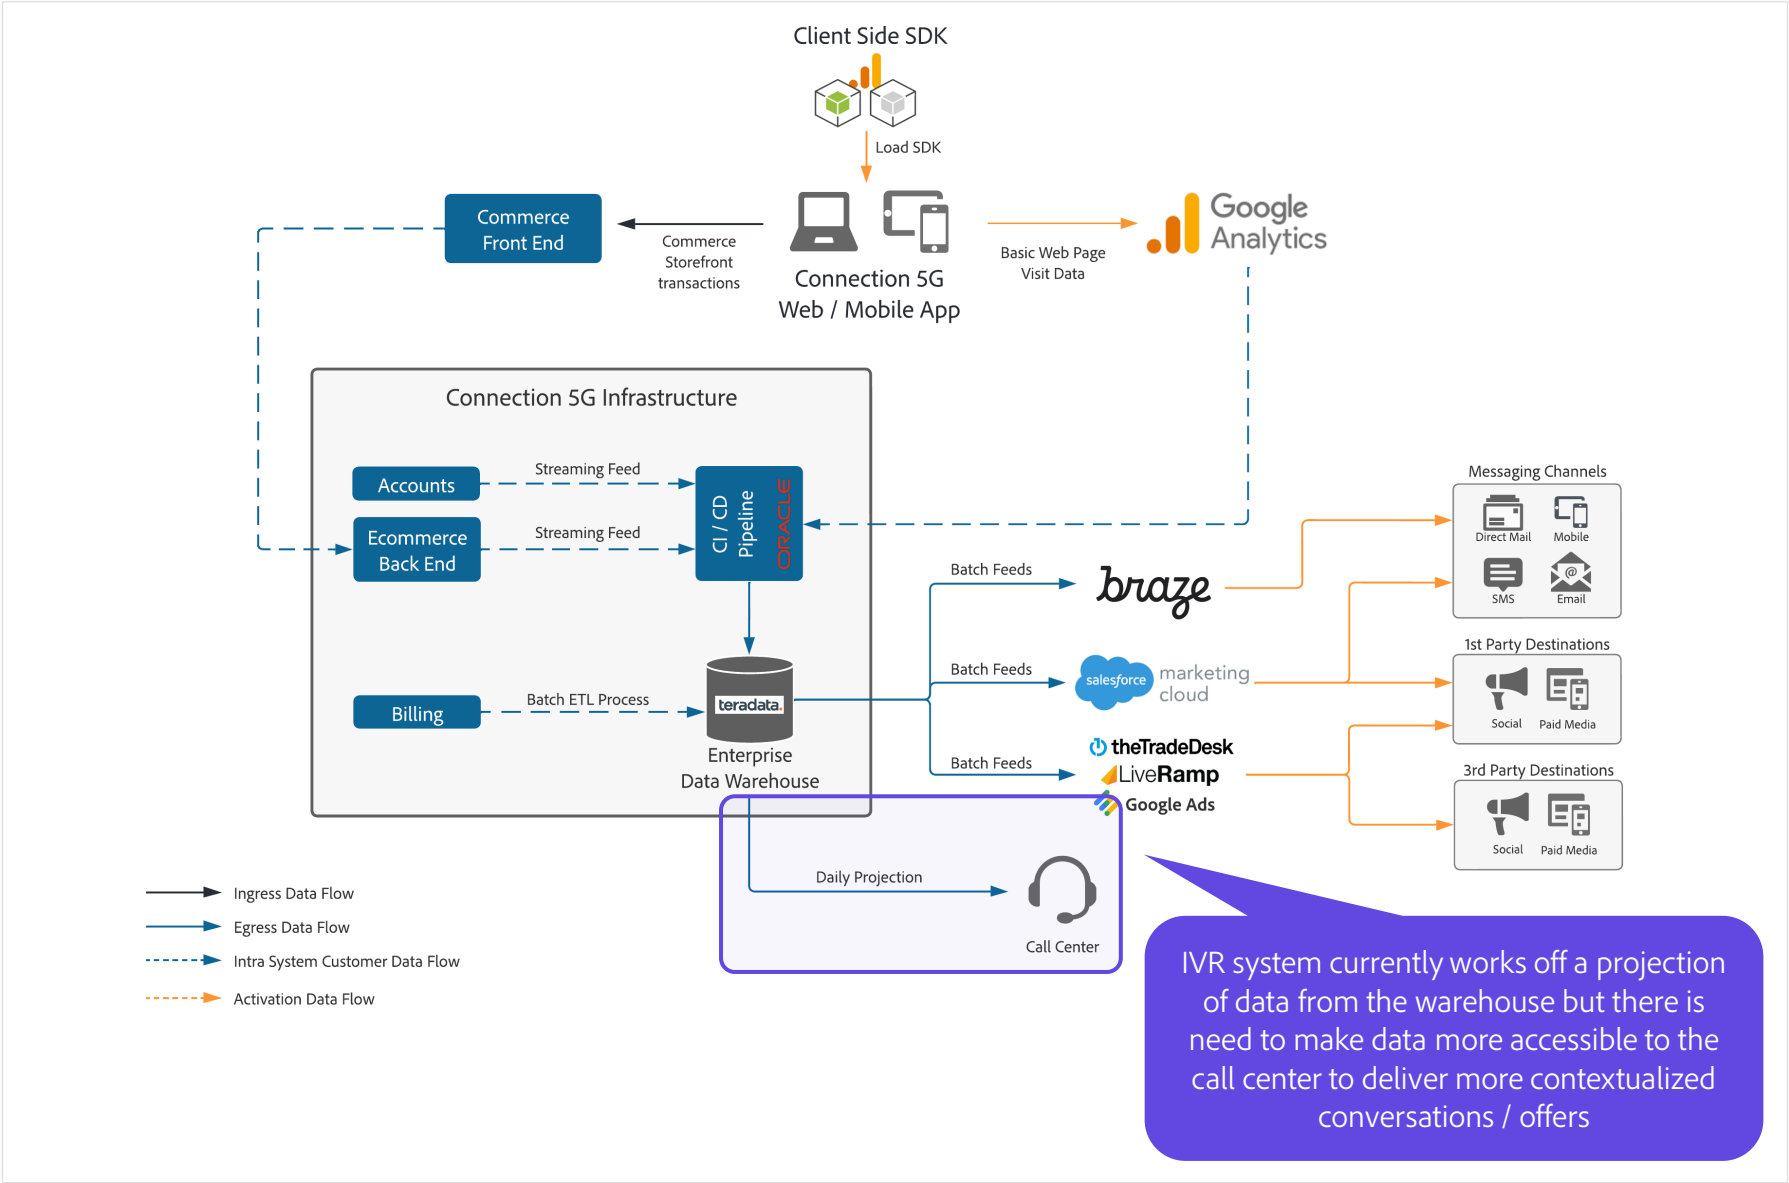 Client Side SDK
Load SDK
Commerce
Front End
Commerce
Storefront
transactions
Connection 5G
Web / Mobile App
Basic Web Page
Visit Data
Google
Analytics
Connection 5G Infrastructure
Accounts
Streaming Feed
Ecommerce
Back End
Streaming Feed
CI / CD
Pipeline
ORACLE
Billing
Batch ETL Process
teradata.
Enterprise
Data Warehouse
Batch Feeds
braze
Batch Feeds
salesforce
marketing
cloud
Batch Feeds
theTradeDesk
LiveRamp
Google Ads
Messaging Channels
Direct Mail
Mobile
SMS
@
Email
1st Party Destinations
Social
Paid Media
3rd Party Destinations
Social
Paid Media
Daily Projection
Call Center
Ingress Data Flow
Egress Data Flow
Intra System Customer Data Flow
Activation Data Flow
IVR system currently works off a projection
of data from the warehouse but there is
need to make data more accessible to the
call center to deliver more contextualized
conversations / offers